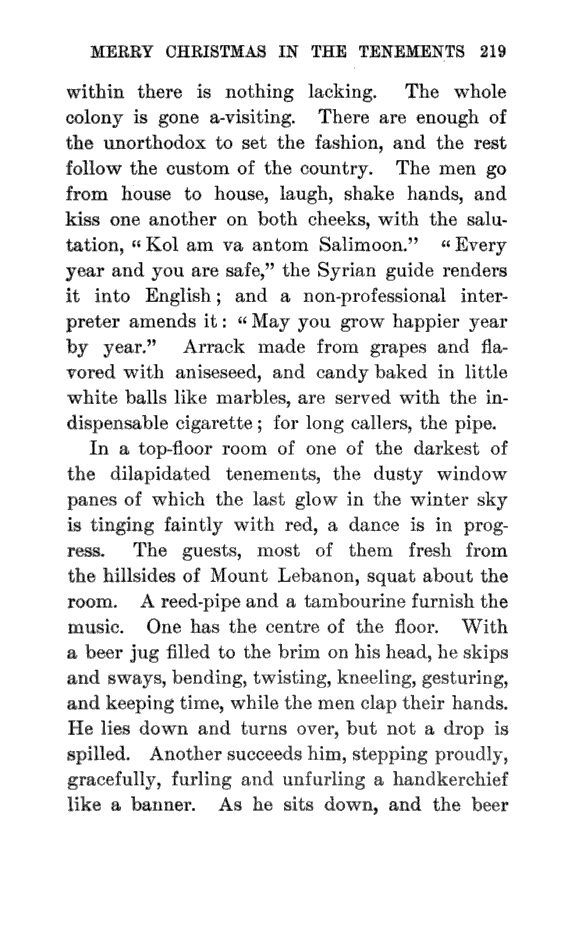 MERRY CHRISTMAS IN THE TENEMENTS 219
within there is nothing lacking. The whole
colony is gone a-visiting. There are enough of
the unorthodox to set the fashion, and the rest
follow the custom of the country. The men go
from house to house, laugh, shake hands, and
kiss one another on both cheeks, with the salu-
tation, “Kol am va antom Salimoon.” “Every
year and you are safe,” the Syrian guide renders
it into English; and a non-professional inter-
preter amends it: “May you grow happier year
by year.” Arrack made from grapes and fla-
vored with aniseseed, and candy baked in little
white balls like marbles, are served with the in-
dispensable cigarette; for long callers, the pipe.
In a top-floor room of one of the darkest of
the dilapidated tenements, the dusty window
panes of which the last glow in the winter sky
is tinging faintly with red, a dance is in prog-
ress. The guests, most of them fresh from
the hillsides of Mount Lebanon, squat about the
room. A reed-pipe and a tambourine furnish the
music. One has the centre of the floor. With
a beer jug filled to the brim on his head, he skips
and sways, bending, twisting, kneeling, gesturing,
and keeping time, while the men clap their hands.
He lies down and turns over, but not a drop is
spilled. Another succeeds him, stepping proudly,
gracefully, furling and unfurling a handkerchief
like a banner. As he sits down, and the beer